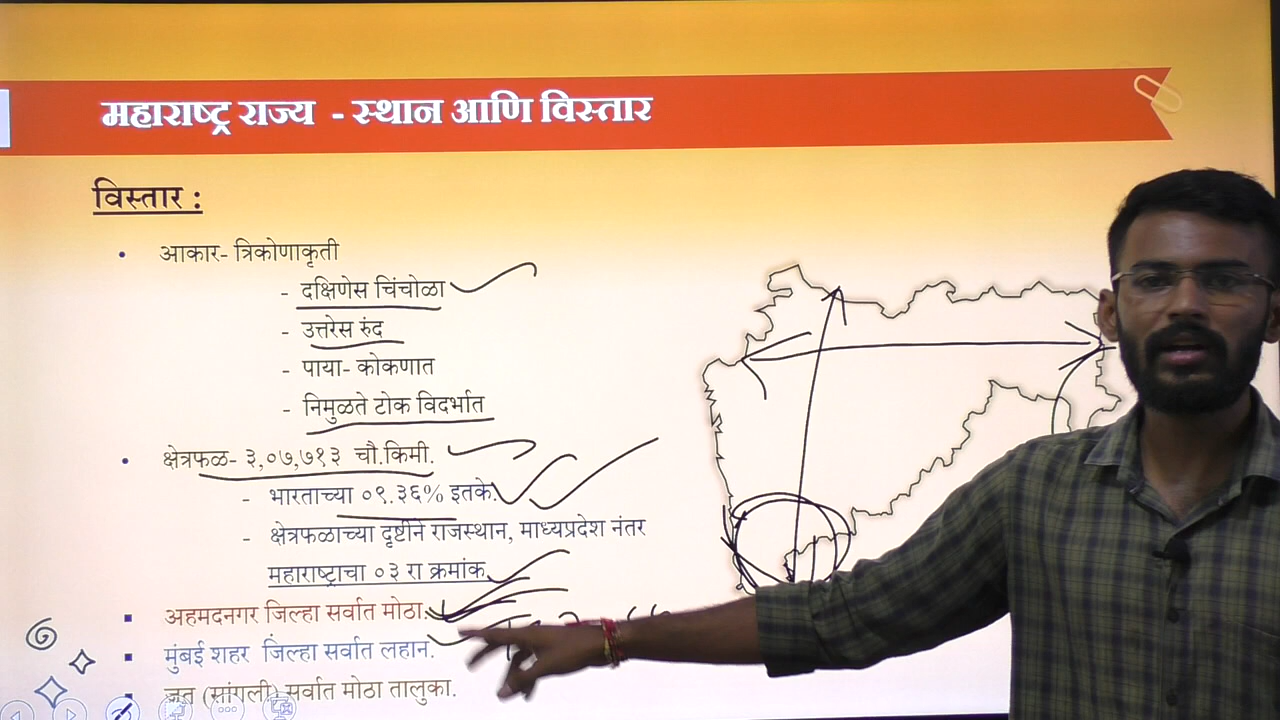 महाराष्ट्र राज्य - स्थान आणि विस्तार
विस्तार :
• आकार- त्रिकोणाकृती
- दक्षिणेस चिंचोळा
- उत्तरेस रुंद
- पाया- कोकणात
- निमुळते टोक विदर्भात
• क्षेत्रफळ- ३,०७,७१३ चौ.किमी.
- भारताच्या ०९.३६% इतके.
- क्षेत्रफळाच्या दृष्टीने राजस्थान, माध्यप्रदेश नंतर
महाराष्ट्राचा ०३ रा क्रमांक.
▪ अहमदनगर जिल्हा सर्वात मोठा.
▪ मुंबई शहर जिल्हा सर्वात लहान.
▪ जत (सांगली) सर्वात मोठा तालुका.